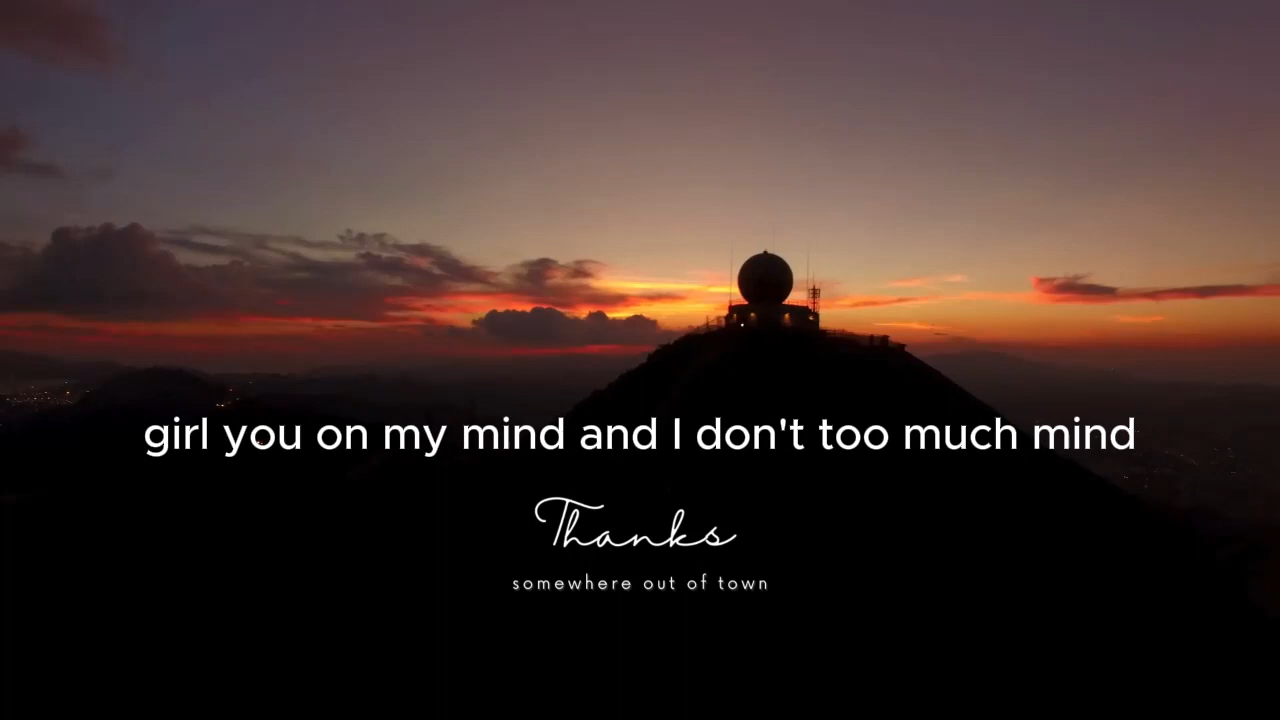 girl you on my mind and I don't too much mind
Thanks
somewhere out of town